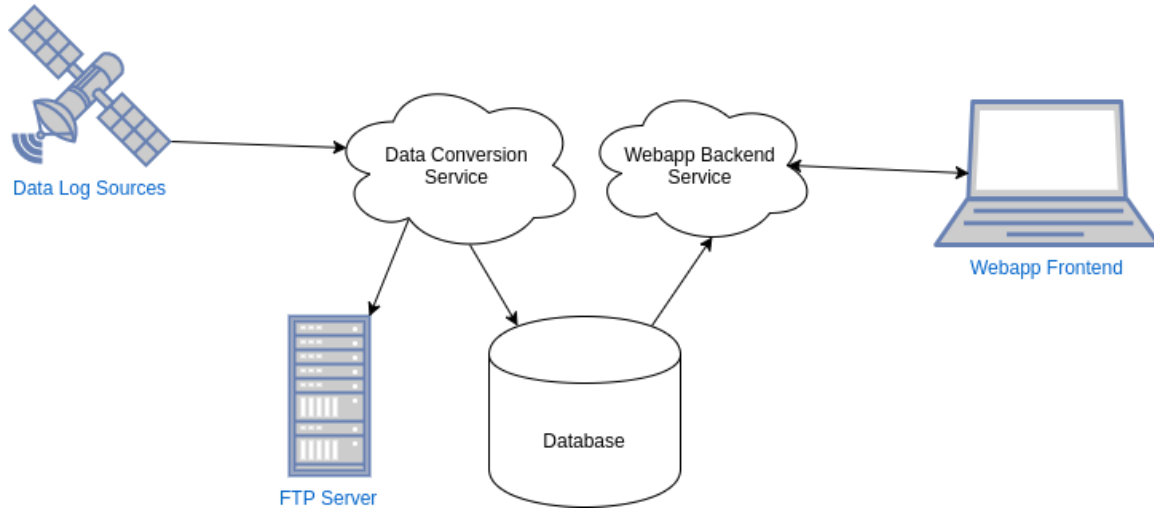 Data Log Sources
Data Conversion
Service
Webapp Backend
Service
Webapp Frontend
FTP Server
Database